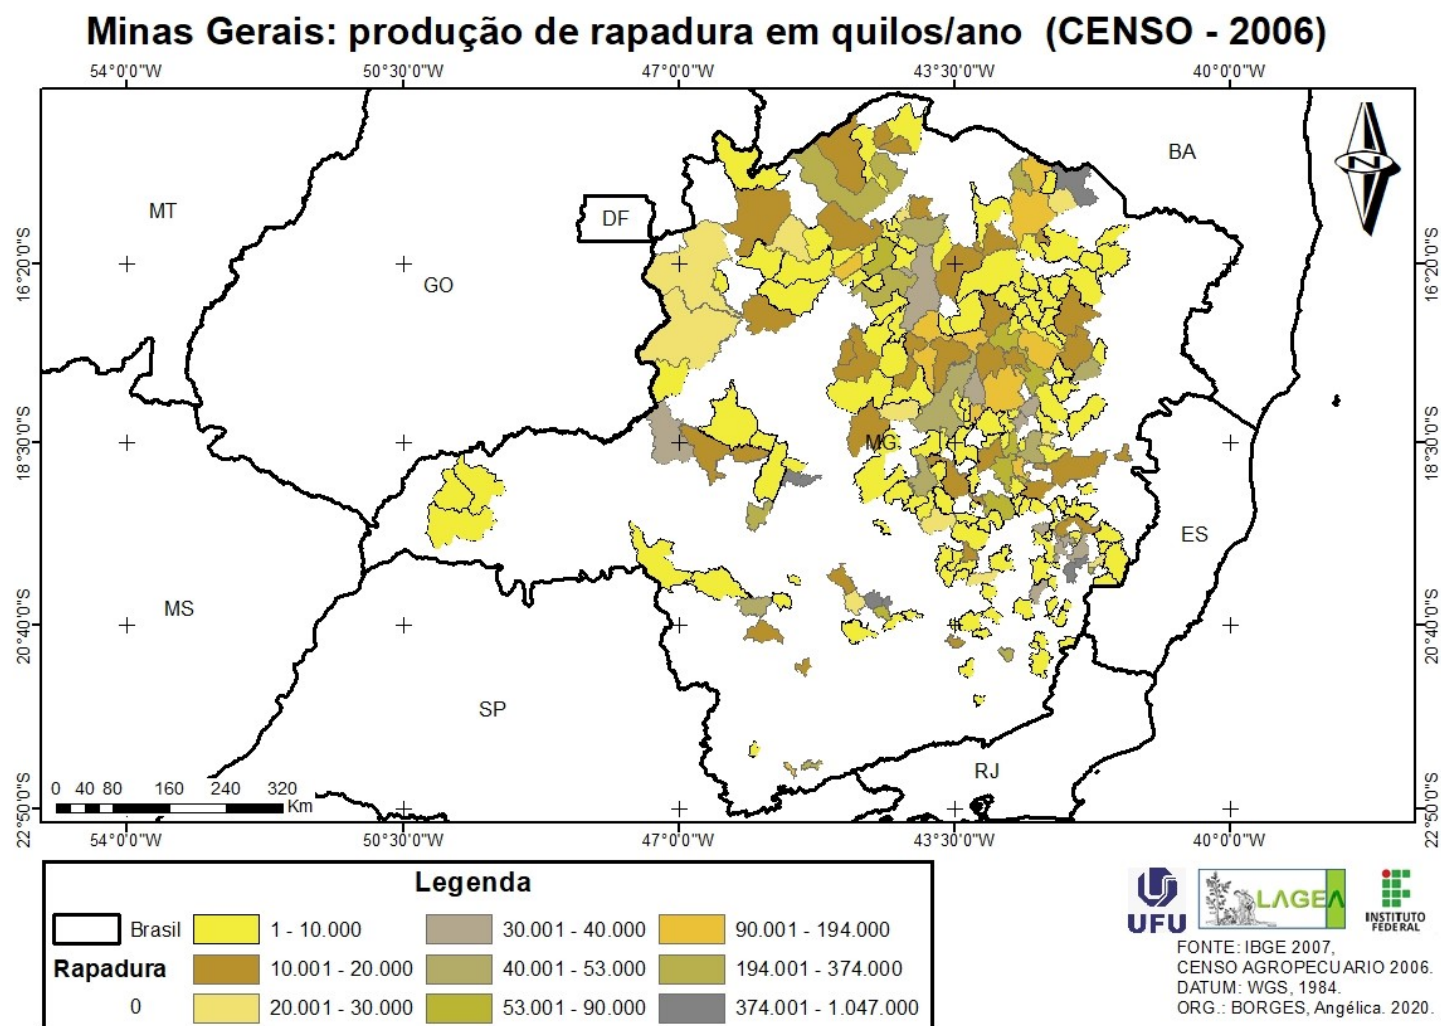 Minas Gerais: produção de rapadura em quilos/ano (CENSO - 2006)
54°0'0"W 50°30'0"W 47°0'0"W 43°30'0"W 40°0'0"W
BA
MT
DF
16°20'0"S 16°20'0"S
GO
18°30'0"S MG 18°30'0"S
ES
MS
20°40'0"S 20°40'0"S
SP
RJ
0 40 80 160 240 320
Km
22°50'0"S 22°50'0"S
54°0'0"W 50°30'0"W 47°0'0"W 43°30'0"W 40°0'0"W
Legenda
Brasil 1 - 10.000 30.001 - 40.000 90.001 - 194.000
Rapadura 10.001 - 20.000 40.001 - 53.000 194.001 - 374.000
0 20.001 - 30.000 53.001 - 90.000 374.001 - 1.047.000
N
UFU
LAGEA
INSTITUTO
FEDERAL
FONTE: IBGE 2007,
CENSO AGROPECUARIO 2006.
DATUM: WGS, 1984.
ORG.: BORGES, Angélica. 2020.